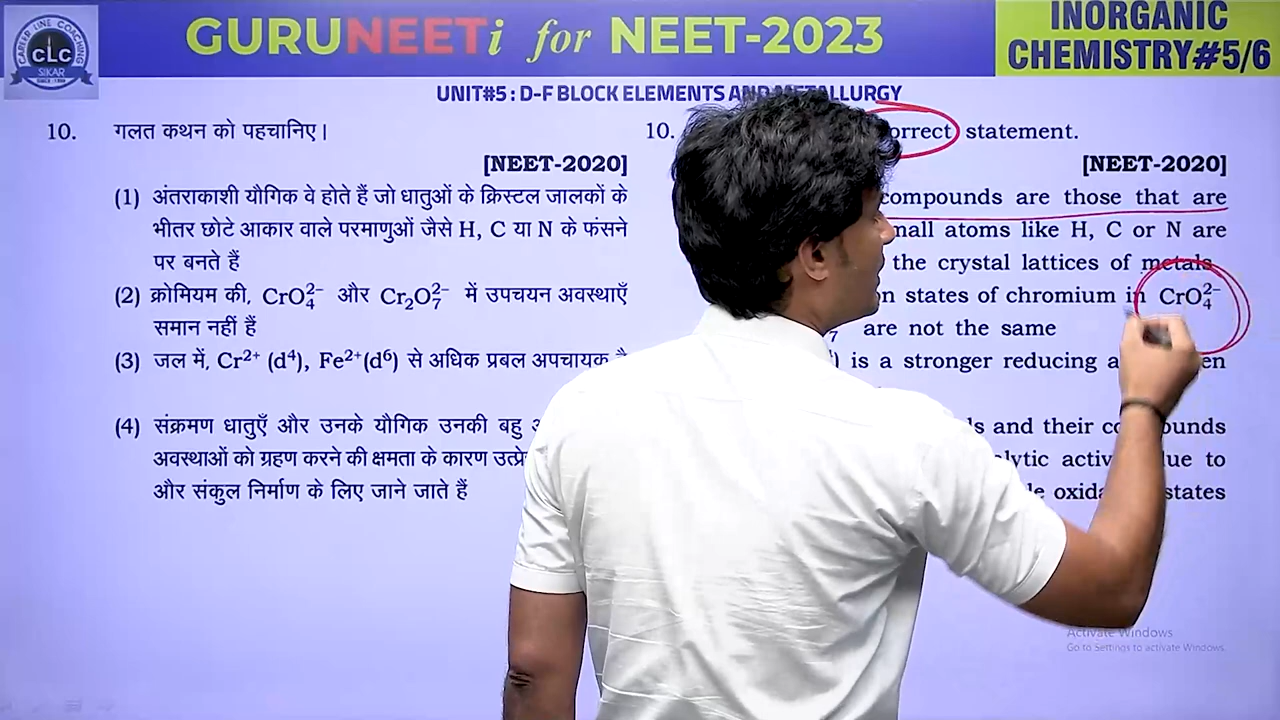 CAREER LINE COACHING
CLC
SIKAR
GURUNEETi for NEET-2023
INORGANIC
CHEMISTRY#5/6
UNIT#5 : D-F BLOCK ELEMENTS AND METALLURGY
10. गलत कथन को पहचानिए।
[NEET-2020]
(1) अंतराकाशी यौगिक वे होते हैं जो धातुओं के क्रिस्टल जालकों के
भीतर छोटे आकार वाले परमाणुओं जैसे H, C या N के फंसने
पर बनते हैं
(2) क्रोमियम की, CrO₄²⁻ और Cr₂O₇²⁻ में उपचयन अवस्थाएँ
समान नहीं हैं
(3) जल में, Cr²⁺ (d⁴), Fe²⁺(d⁶) से अधिक प्रबल अपचायक है
(4) संक्रमण धातुएँ और उनके यौगिक उनकी बहु
अवस्थाओं को ग्रहण करने की क्षमता के कारण
और संकुल निर्माण के लिए जाने जाते हैं
10. orrect statement.
[NEET-2020]
compounds are those that are
mall atoms like H, C or N are
the crystal lattices of metals
n states of chromium in CrO₄²⁻
7 are not the same
) is a stronger reducing a en
ls and their co ounds
lytic activ ue to
le oxida states
Activate Windows
Go to Settings to activate Windows.